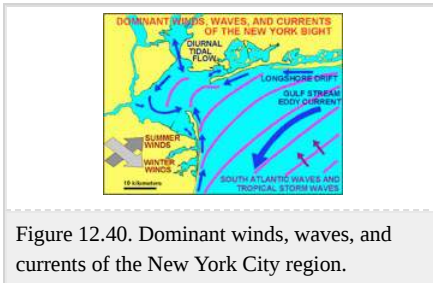 DOMINANT WINDS, WAVES, AND CURRENTS
OF THE NEW YORK BIGHT
DIURNAL
TIDAL
FLOW
LONGSHORE DRIFT
GULF STREAM
EDDY CURRENT
SUMMER
WINDS
WINTER
WINDS
10 kilometers
SOUTH ATLANTIC WAVES AND
TROPICAL STORM WAVES
Figure 12.40. Dominant winds, waves, and
currents of the New York City region.